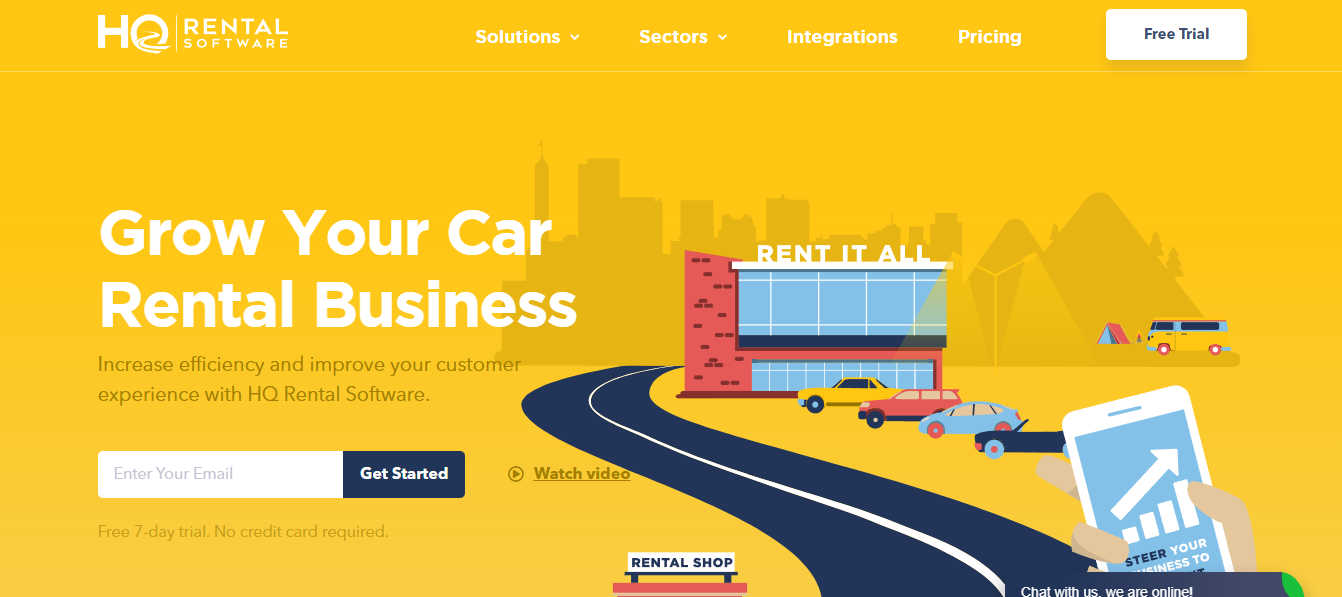 HQ RENTAL SOFTWARE
Solutions
Sectors
Integrations
Pricing
Free Trial
RENT IT ALL
Grow Your Car
Rental Business
Increase efficiency and improve your customer
experience with HQ Rental Software.
Enter Your Email
Get Started
Watch video
Free 7-day trial. No credit card required.
STEER YOUR
BUSINESS TO
RENTAL SHOP
Chat with us, we are online!